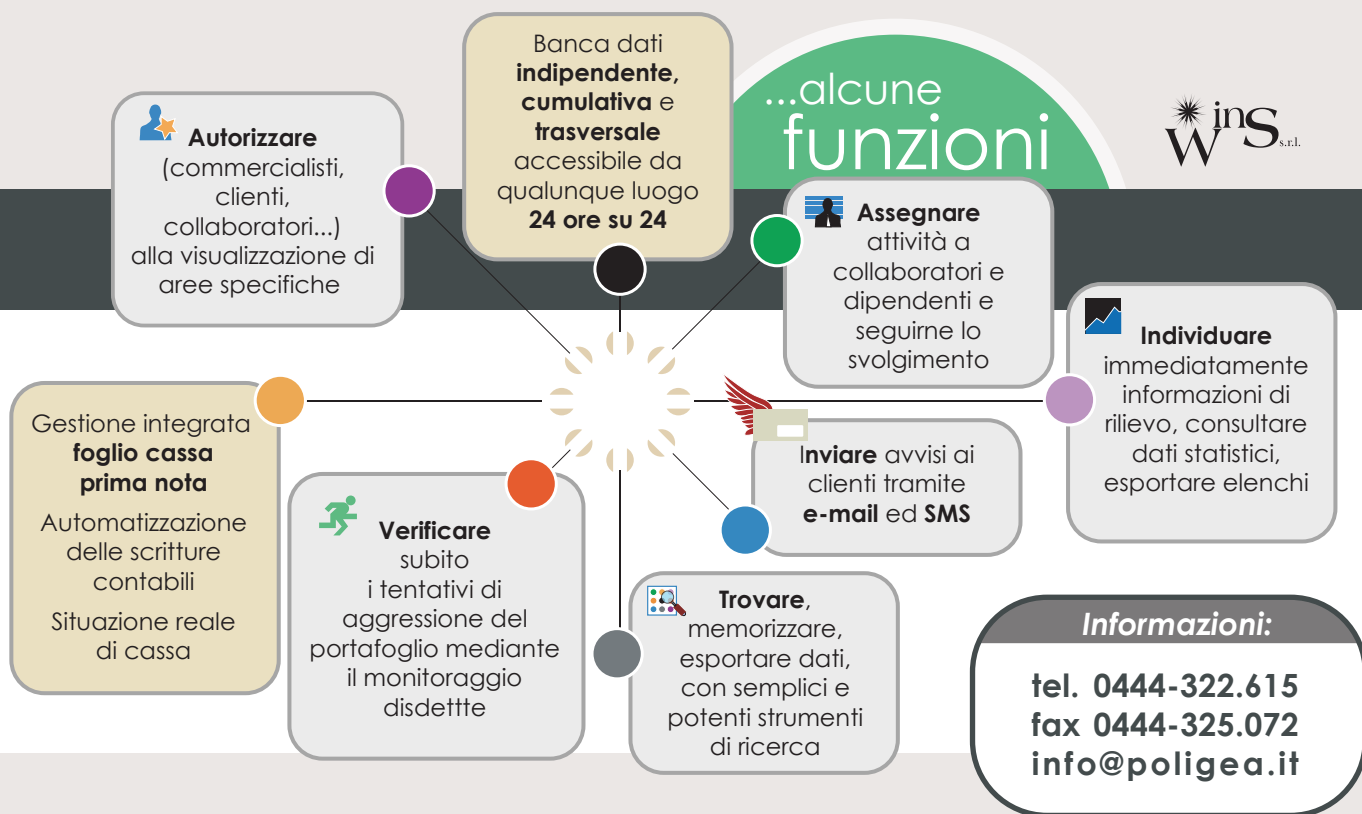 ...alcune
funzioni
WinS s.r.l.
Banca dati
indipendente,
cumulativa e
trasversale
accessibile da
qualunque luogo
24 ore su 24
Autorizzare
(commercialisti,
clienti,
collaboratori...)
alla visualizzazione di
aree specifiche
Assegnare
attività a
collaboratori e
dipendenti e
seguirne lo
svolgimento
Individuare
immediatamente
informazioni di
rilievo, consultare
dati statistici,
esportare elenchi
Gestione integrata
foglio cassa
prima nota
Automatizzazione
delle scritture
contabili
Situazione reale
di cassa
Verificare
subito
i tentativi di
aggressione del
portafoglio mediante
il monitoraggio
disdettte
Inviare avvisi ai
clienti tramite
e-mail ed SMS
Trovare,
memorizzare,
esportare dati,
con semplici e
potenti strumenti
di ricerca
Informazioni:
tel. 0444-322.615
fax 0444-325.072
info@poligea.it